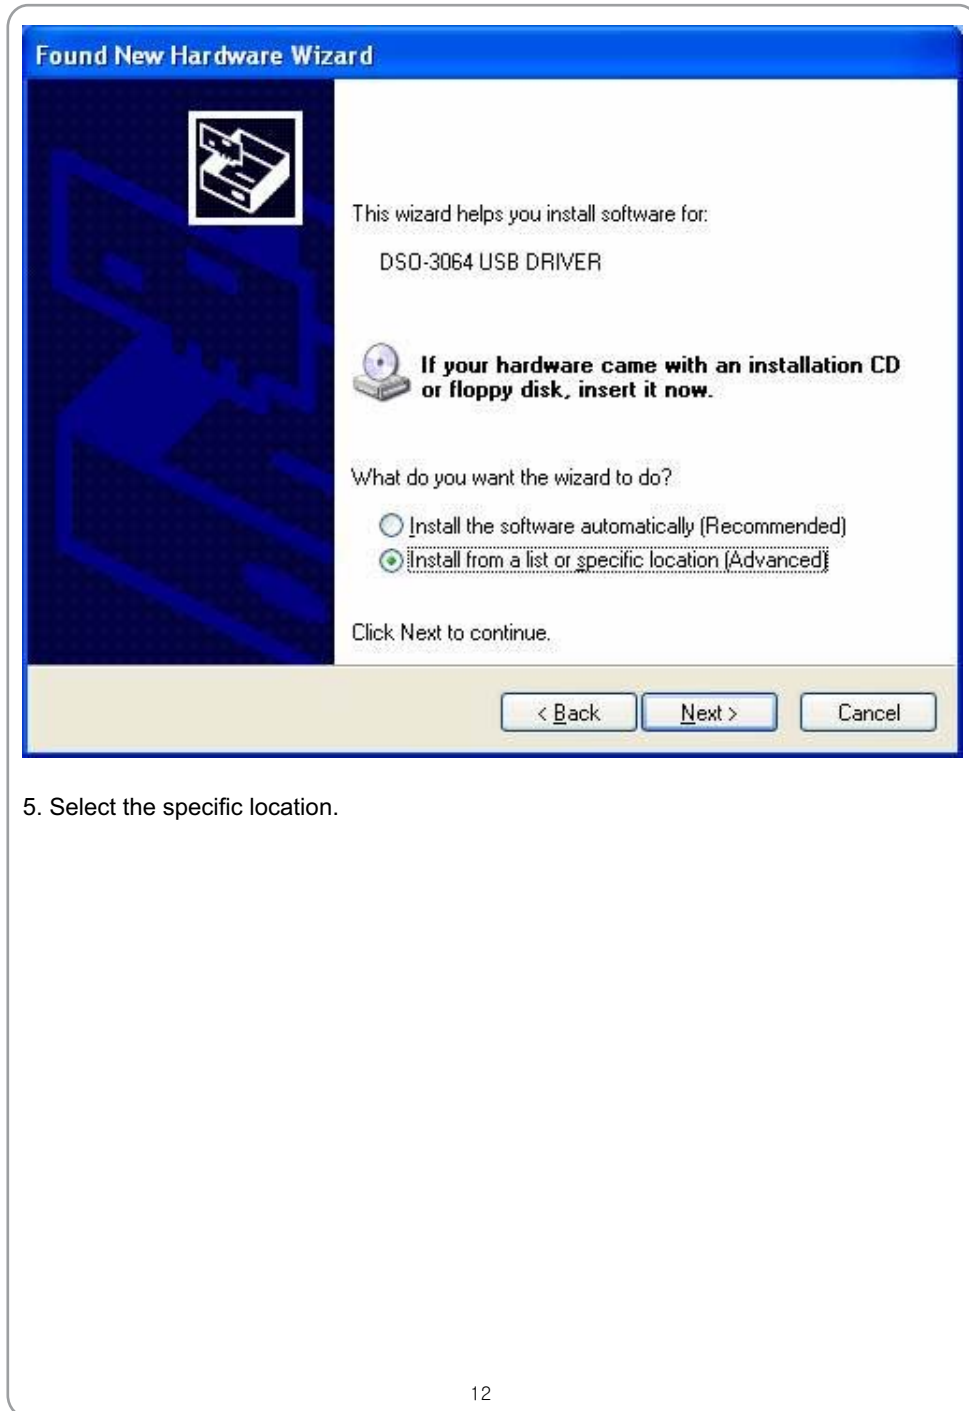 Found New Hardware Wizard
This wizard helps you install software for:
DSO-3064 USB DRIVER
If your hardware came with an installation CD
or floppy disk, insert it now.
What do you want the wizard to do?
Install the software automatically (Recommended)
Install from a list or specific location (Advanced)
Click Next to continue.
< Back Next > Cancel
5. Select the specific location.
12